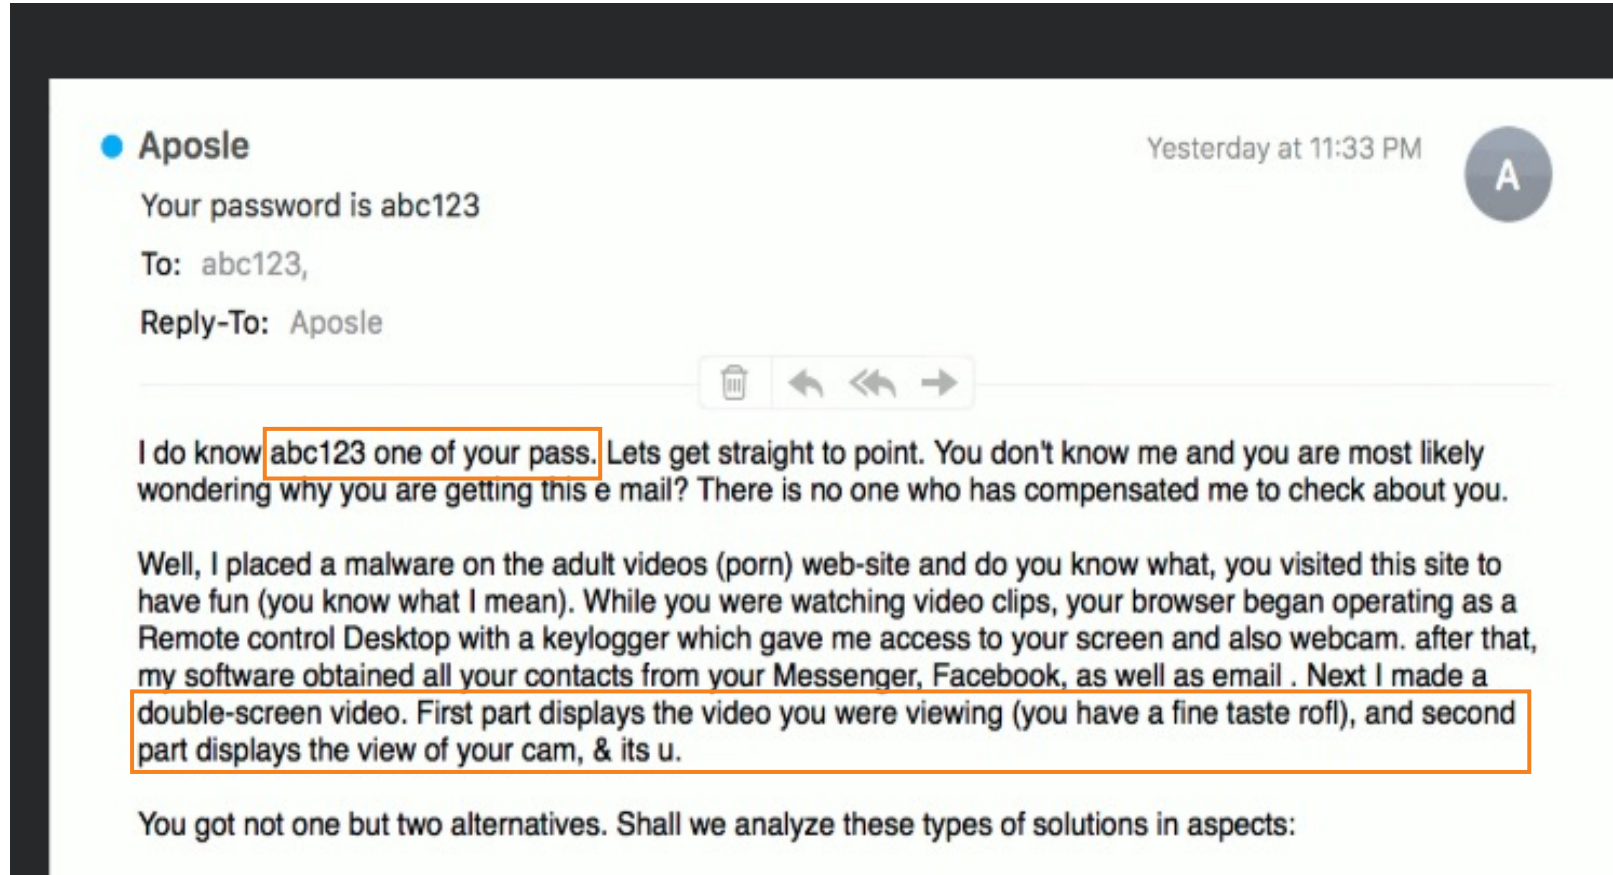 Aposle
Yesterday at 11:33 PM
A
Your password is abc123
To: abc123,
Reply-To: Aposle
I do know abc123 one of your pass. Lets get straight to point. You don't know me and you are most likely
wondering why you are getting this e mail? There is no one who has compensated me to check about you.
Well, I placed a malware on the adult videos (porn) web-site and do you know what, you visited this site to
have fun (you know what I mean). While you were watching video clips, your browser began operating as a
Remote control Desktop with a keylogger which gave me access to your screen and also webcam. after that,
my software obtained all your contacts from your Messenger, Facebook, as well as email . Next I made a
double-screen video. First part displays the video you were viewing (you have a fine taste rofl), and second
part displays the view of your cam, & its u.
You got not one but two alternatives. Shall we analyze these types of solutions in aspects: